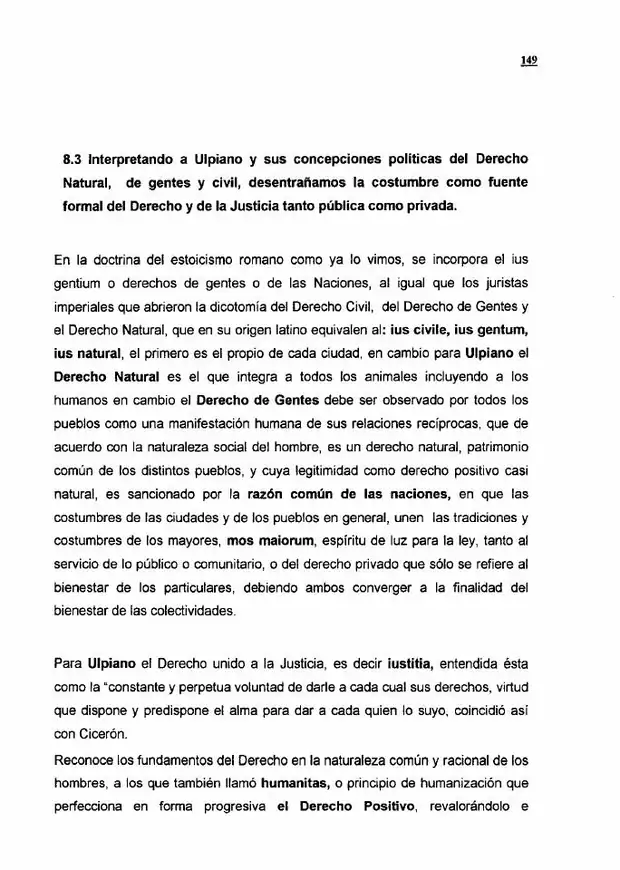 149
8.3 Interpretando a Ulpiano y sus concepciones políticas del Derecho
Natural, de gentes y civil, desentrañamos la costumbre como fuente
formal del Derecho y de la Justicia tanto pública como privada.
En la doctrina del estoicismo romano como ya lo vimos, se incorpora el ius
gentium o derechos de gentes o de las Naciones, al igual que los juristas
imperiales que abrieron la dicotomía del Derecho Civil, del Derecho de Gentes y
el Derecho Natural, que en su origen latino equivalen al: ius civile, ius gentum,
ius natural, el primero es el propio de cada ciudad, en cambio para Ulpiano el
Derecho Natural es el que integra a todos los animales incluyendo a los
humanos en cambio el Derecho de Gentes debe ser observado por todos los
pueblos como una manifestación humana de sus relaciones recíprocas, que de
acuerdo con la naturaleza social del hombre, es un derecho natural, patrimonio
común de los distintos pueblos, y cuya legitimidad como derecho positivo casi
natural, es sancionado por la razón común de las naciones, en que las
costumbres de las ciudades y de los pueblos en general, unen las tradiciones y
costumbres de los mayores, mos maiorum, espíritu de luz para la ley, tanto al
servicio de lo público o comunitario, o del derecho privado que sólo se refiere al
bienestar de los particulares, debiendo ambos converger a la finalidad del
bienestar de las colectividades.
Para Ulpiano el Derecho unido a la Justicia, es decir iustitia, entendida ésta
como la "constante y perpetua voluntad de darle a cada cual sus derechos, virtud
que dispone y predispone el alma para dar a cada quien lo suyo, coincidió así
con Cicerón.
Reconoce los fundamentos del Derecho en la naturaleza común y racional de los
hombres, a los que también llamó humanitas, o principio de humanización que
perfecciona en forma progresiva el Derecho Positivo, revalorándolo e